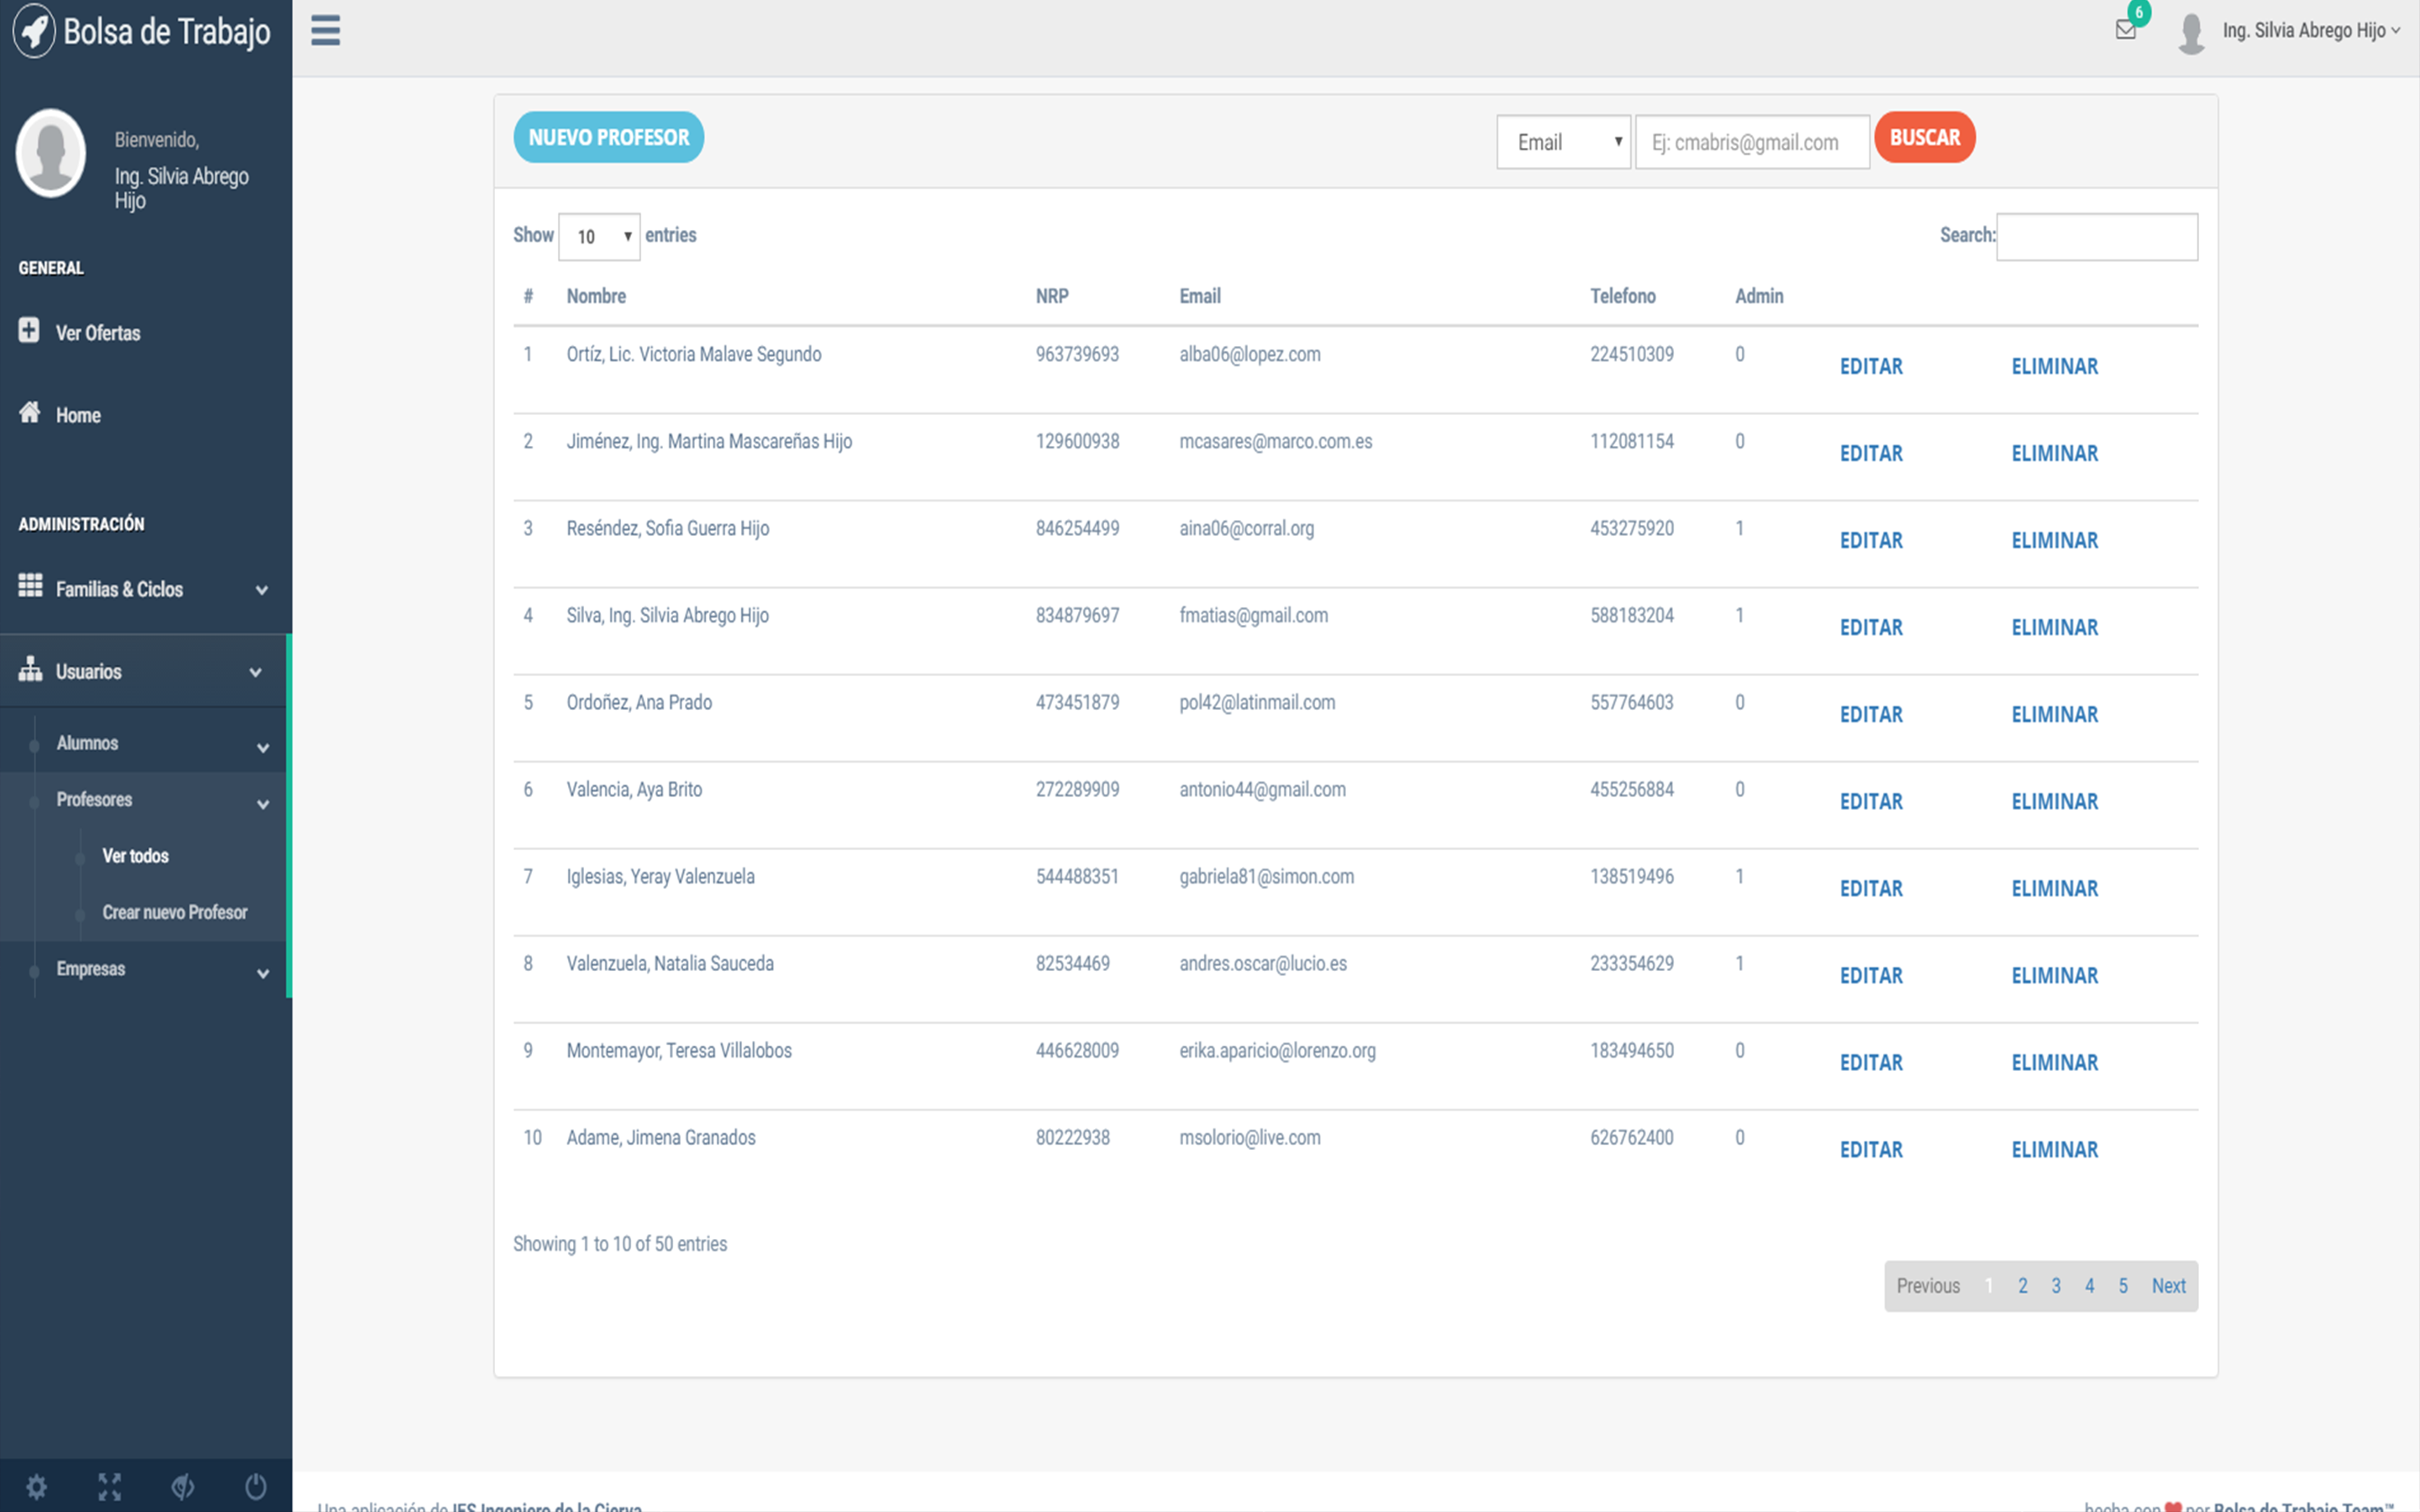 Bolsa de Trabajo
6
Ing. Silvia Abrego Hijo
Bienvenido,
Ing. Silvia Abrego
Hijo
GENERAL
Ver Ofertas
Home
ADMINISTRACIÓN
Familias & Ciclos
Usuarios
Alumnos
Profesores
Ver todos
Crear nuevo Profesor
Empresas
NUEVO PROFESOR Email Ej: cmabris@gmail.com BUSCAR
Show 10 entries Search:
# Nombre NRP Email Telefono Admin
1 Ortíz, Lic. Victoria Malave Segundo 963739693 alba06@lopez.com 224510309 0 EDITAR ELIMINAR
2 Jiménez, Ing. Martina Mascareñas Hijo 129600938 mcasares@marco.com.es 112081154 0 EDITAR ELIMINAR
3 Reséndez, Sofia Guerra Hijo 846254499 aina06@corral.org 453275920 1 EDITAR ELIMINAR
4 Silva, Ing. Silvia Abrego Hijo 834879697 fmatias@gmail.com 588183204 1 EDITAR ELIMINAR
5 Ordoñez, Ana Prado 473451879 pol42@latinmail.com 557764603 0 EDITAR ELIMINAR
6 Valencia, Aya Brito 272289909 antonio44@gmail.com 455256884 0 EDITAR ELIMINAR
7 Iglesias, Yeray Valenzuela 544488351 gabriela81@simon.com 138519496 1 EDITAR ELIMINAR
8 Valenzuela, Natalia Sauceda 82534469 andres.oscar@lucio.es 233354629 1 EDITAR ELIMINAR
9 Montemayor, Teresa Villalobos 446628009 erika.aparicio@lorenzo.org 183494650 0 EDITAR ELIMINAR
10 Adame, Jimena Granados 80222938 msolorio@live.com 626762400 0 EDITAR ELIMINAR
Showing 1 to 10 of 50 entries
Previous 1 2 3 4 5 Next
Una aplicación de IES Ingeniero de la Cierva
hecha con ❤ por Bolsa de Trabajo Team™